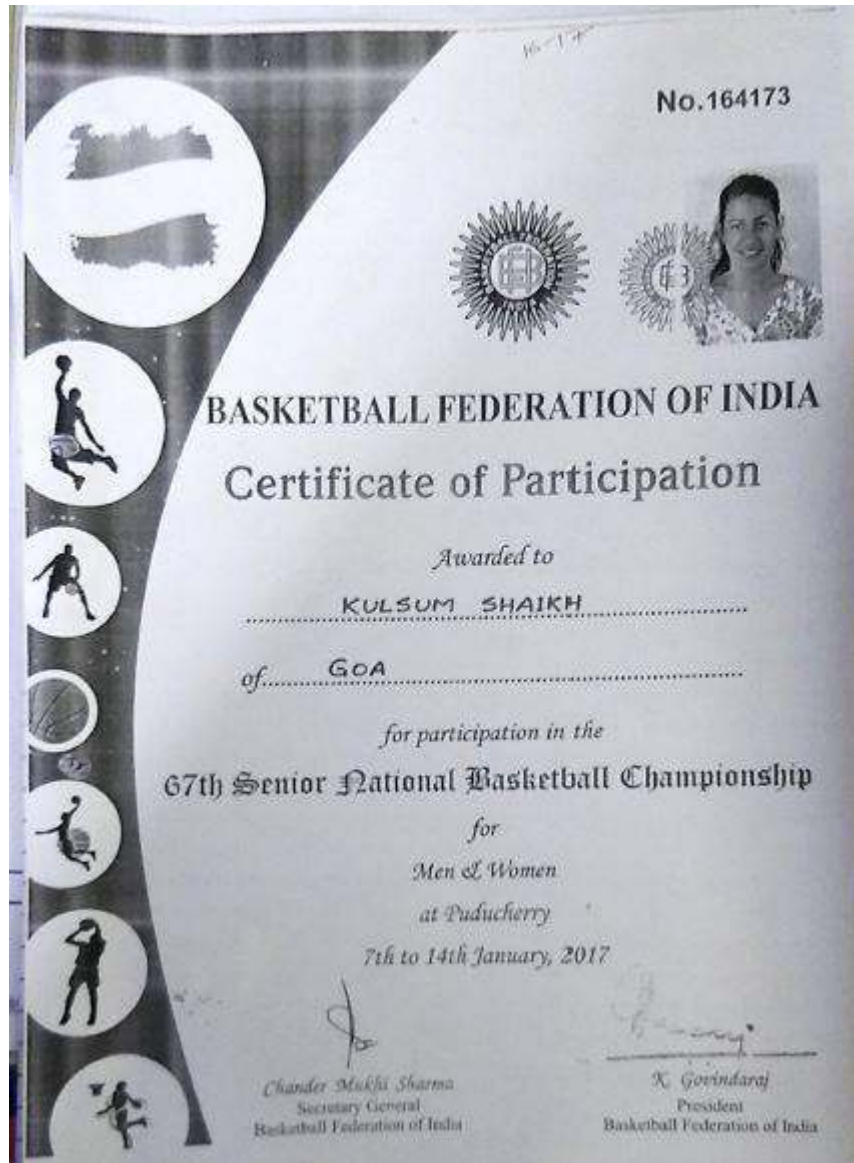 16-17
No.164173
INDIA
BASKETBALL FEDERATION OF INDIA
Certificate of Participation
Awarded to
KULSUM SHAIKH
of GOA
for participation in the
67th Senior National Basketball Championship
for
Men & Women
at Puducherry
7th to 14th January, 2017
Chander Mukhi Sharma
Secretary General
Basketball Federation of India
K. Govindaraj
President
Basketball Federation of India